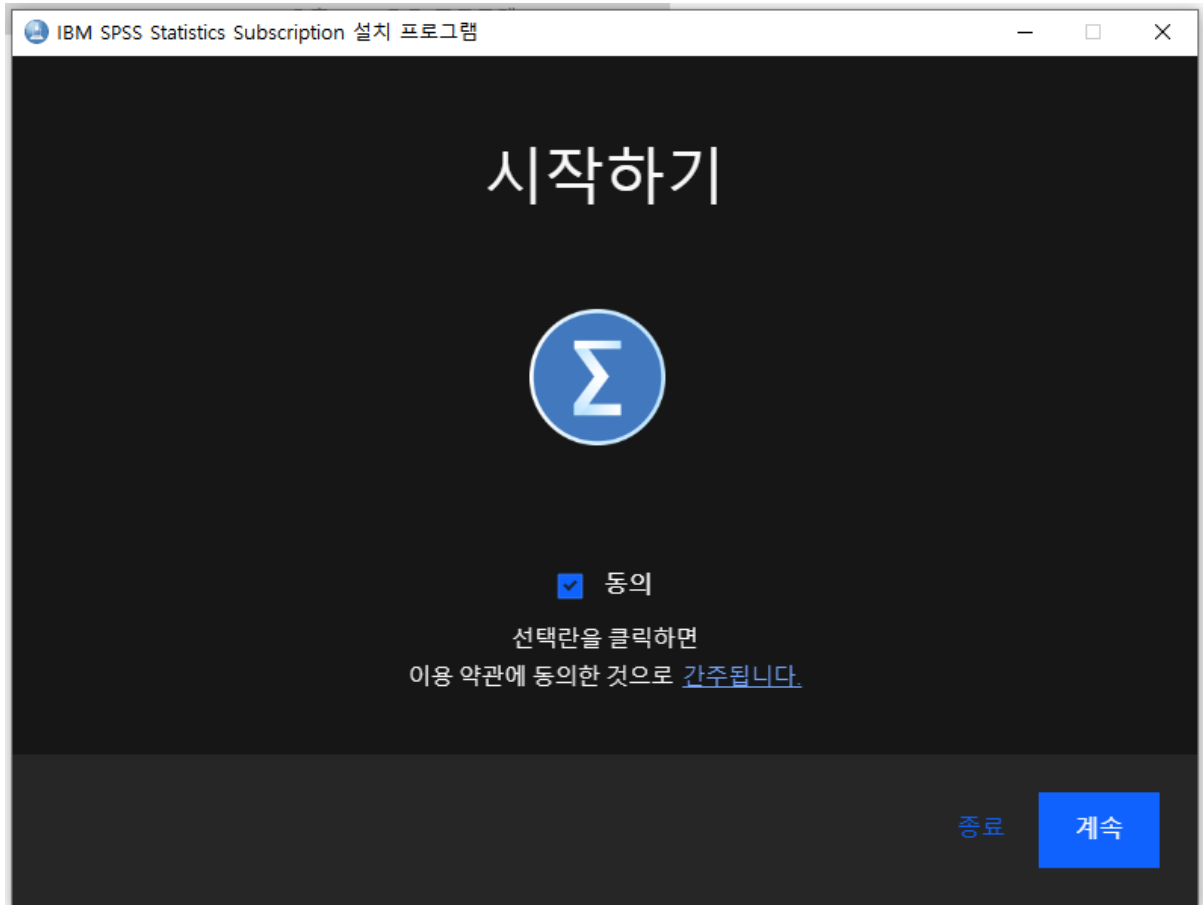 IBM SPSS Statistics Subscription 설치 프로그램
시작하기
Σ
동의
선택란을 클릭하면
이용 약관에 동의한 것으로 간주됩니다.
종료 계속